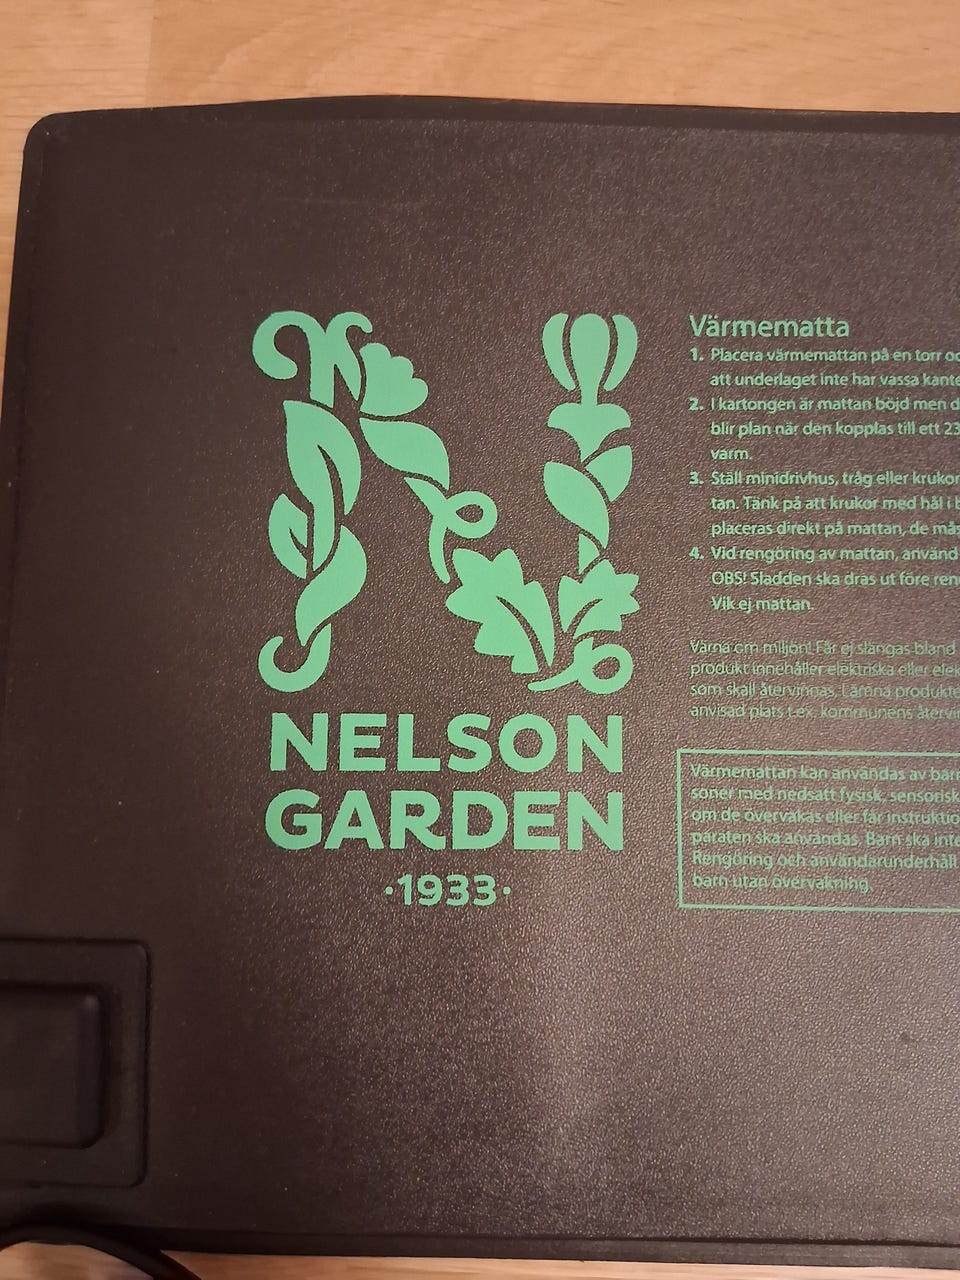 NELSON
GARDEN
·1933·
Värmematta
1. Placera värmemattan på en torr
att underlaget inte har vassa
2. I kartongen är mattan böjd men
blir plan när den kopplas till ett
varm.
3. Ställ minidrivhus, tråg eller
tan. Tänk på att krukor med hål i
placeras direkt på mattan, de
4. Vid rengöring av mattan, använd
OBS! Sladden ska dras ut före
Vik ej mattan.
Värna om miljön! Får ej slängas bland
produkt innehåller elektriska eller
som skall återvinnas. Lämna
anvisad plats t.ex. kommunens
Värmemattan kan användas av
soner med nedsatt fysisk,
om de övervakas eller får
paraten ska användas. Barn ska
Rengöring och användarunderhåll
barn utan övervakning.